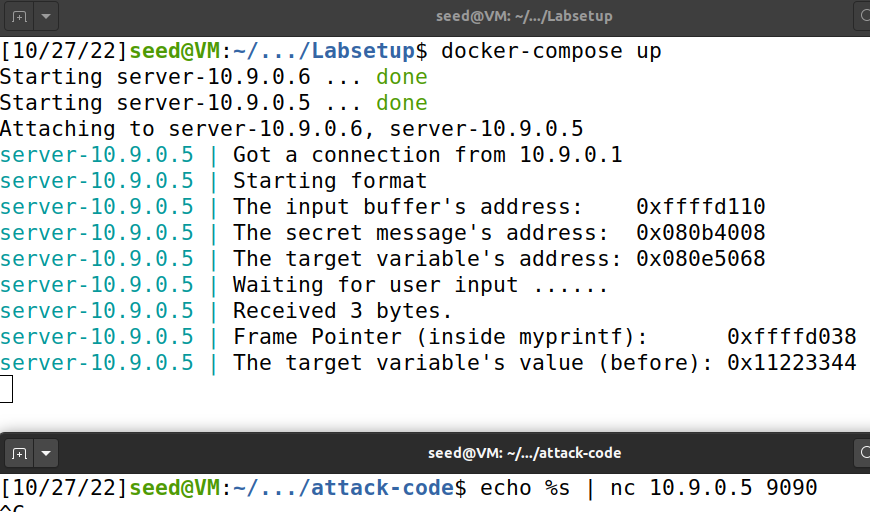 seed@VM: ~/.../Labsetup
[10/27/22]seed@VM:~/.../Labsetup$ docker-compose up
Starting server-10.9.0.6 ... done
Starting server-10.9.0.5 ... done
Attaching to server-10.9.0.6, server-10.9.0.5
server-10.9.0.5 | Got a connection from 10.9.0.1
server-10.9.0.5 | Starting format
server-10.9.0.5 | The input buffer's address:    0xffffd110
server-10.9.0.5 | The secret message's address:  0x080b4008
server-10.9.0.5 | The target variable's address: 0x080e5068
server-10.9.0.5 | Waiting for user input ......
server-10.9.0.5 | Received 3 bytes.
server-10.9.0.5 | Frame Pointer (inside myprintf):      0xffffd038
server-10.9.0.5 | The target variable's value (before): 0x11223344
seed@VM: ~/.../attack-code
[10/27/22]seed@VM:~/.../attack-code$ echo %s | nc 10.9.0.5 9090
^C